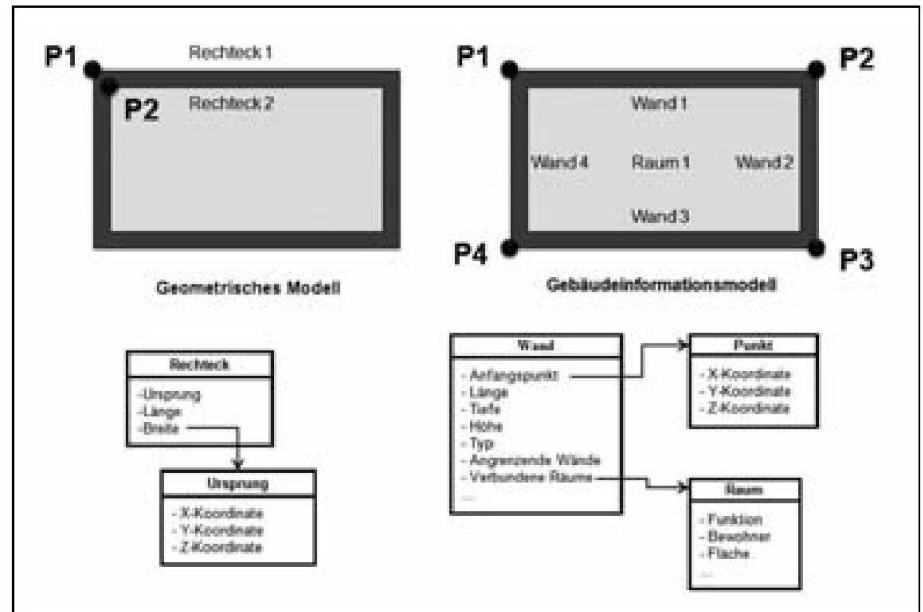 P1
Rechteck 1
P2
Rechteck 2
Geometrisches Modell
Rechteck
-Ursprung
-Länge
-Breite
Ursprung
- X-Koordinate
- Y-Koordinate
- Z-Koordinate
P1
P2
Wand 1
Wand 4
Raum 1
Wand 2
Wand 3
P4
P3
Gebäudeinformationsmodell
Wand
- Anfangspunkt
- Länge
- Tiefe
- Höhe
- Typ
- Angrenzende Wände
- Verbundene Räume
....
Punkt
- X-Koordinate
- Y-Koordinate
- Z-Koordinate
Raum
- Funktion
- Bewohner
- Fläche
....